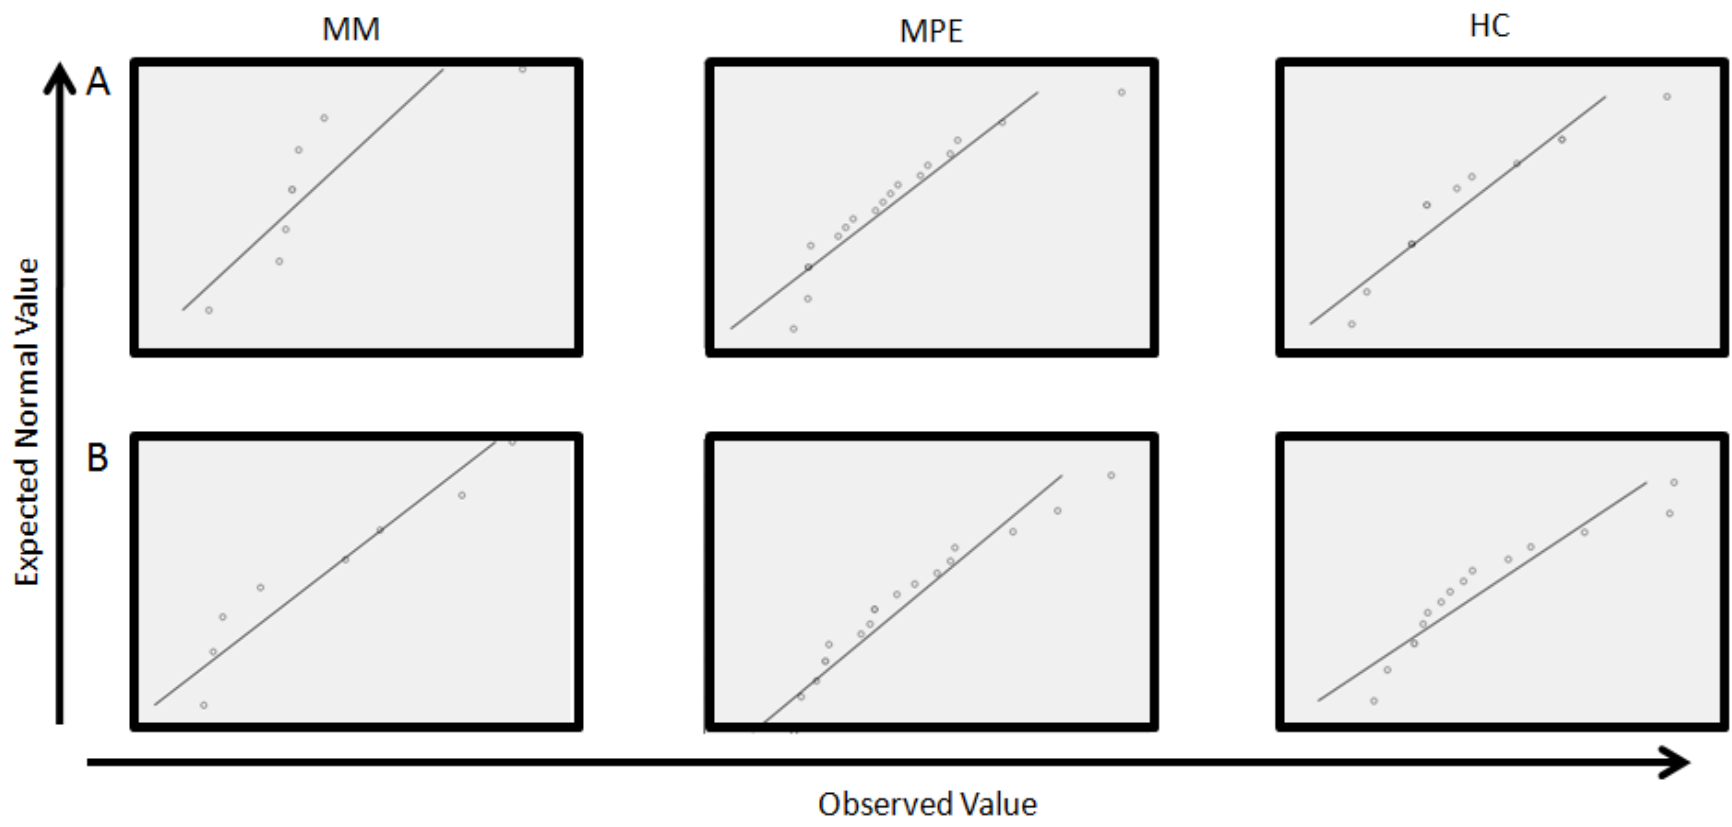 MM
MPE
HC
A
B
Expected Normal Value
Observed Value